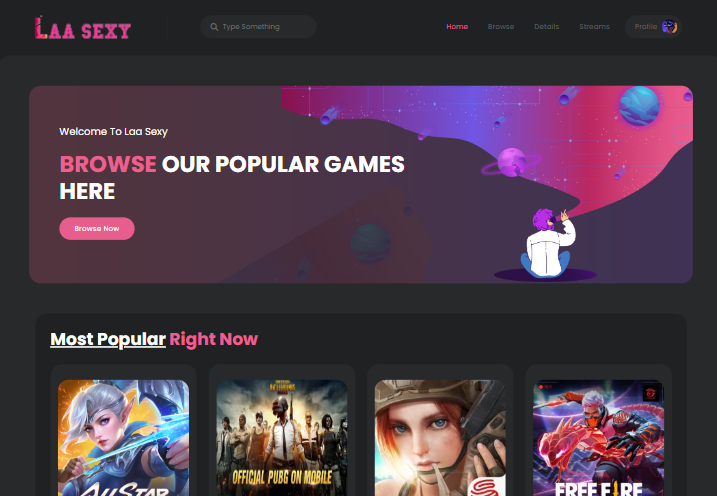 LAA SEXY
Type Something
Home
Browse
Details
Streams
Profile
Welcome To Laa Sexy
BROWSE OUR POPULAR GAMES
HERE
Browse Now
Most Popular Right Now
ALLSTAR
OFFICIAL PUBG ON MOBILE
FREE FIRE